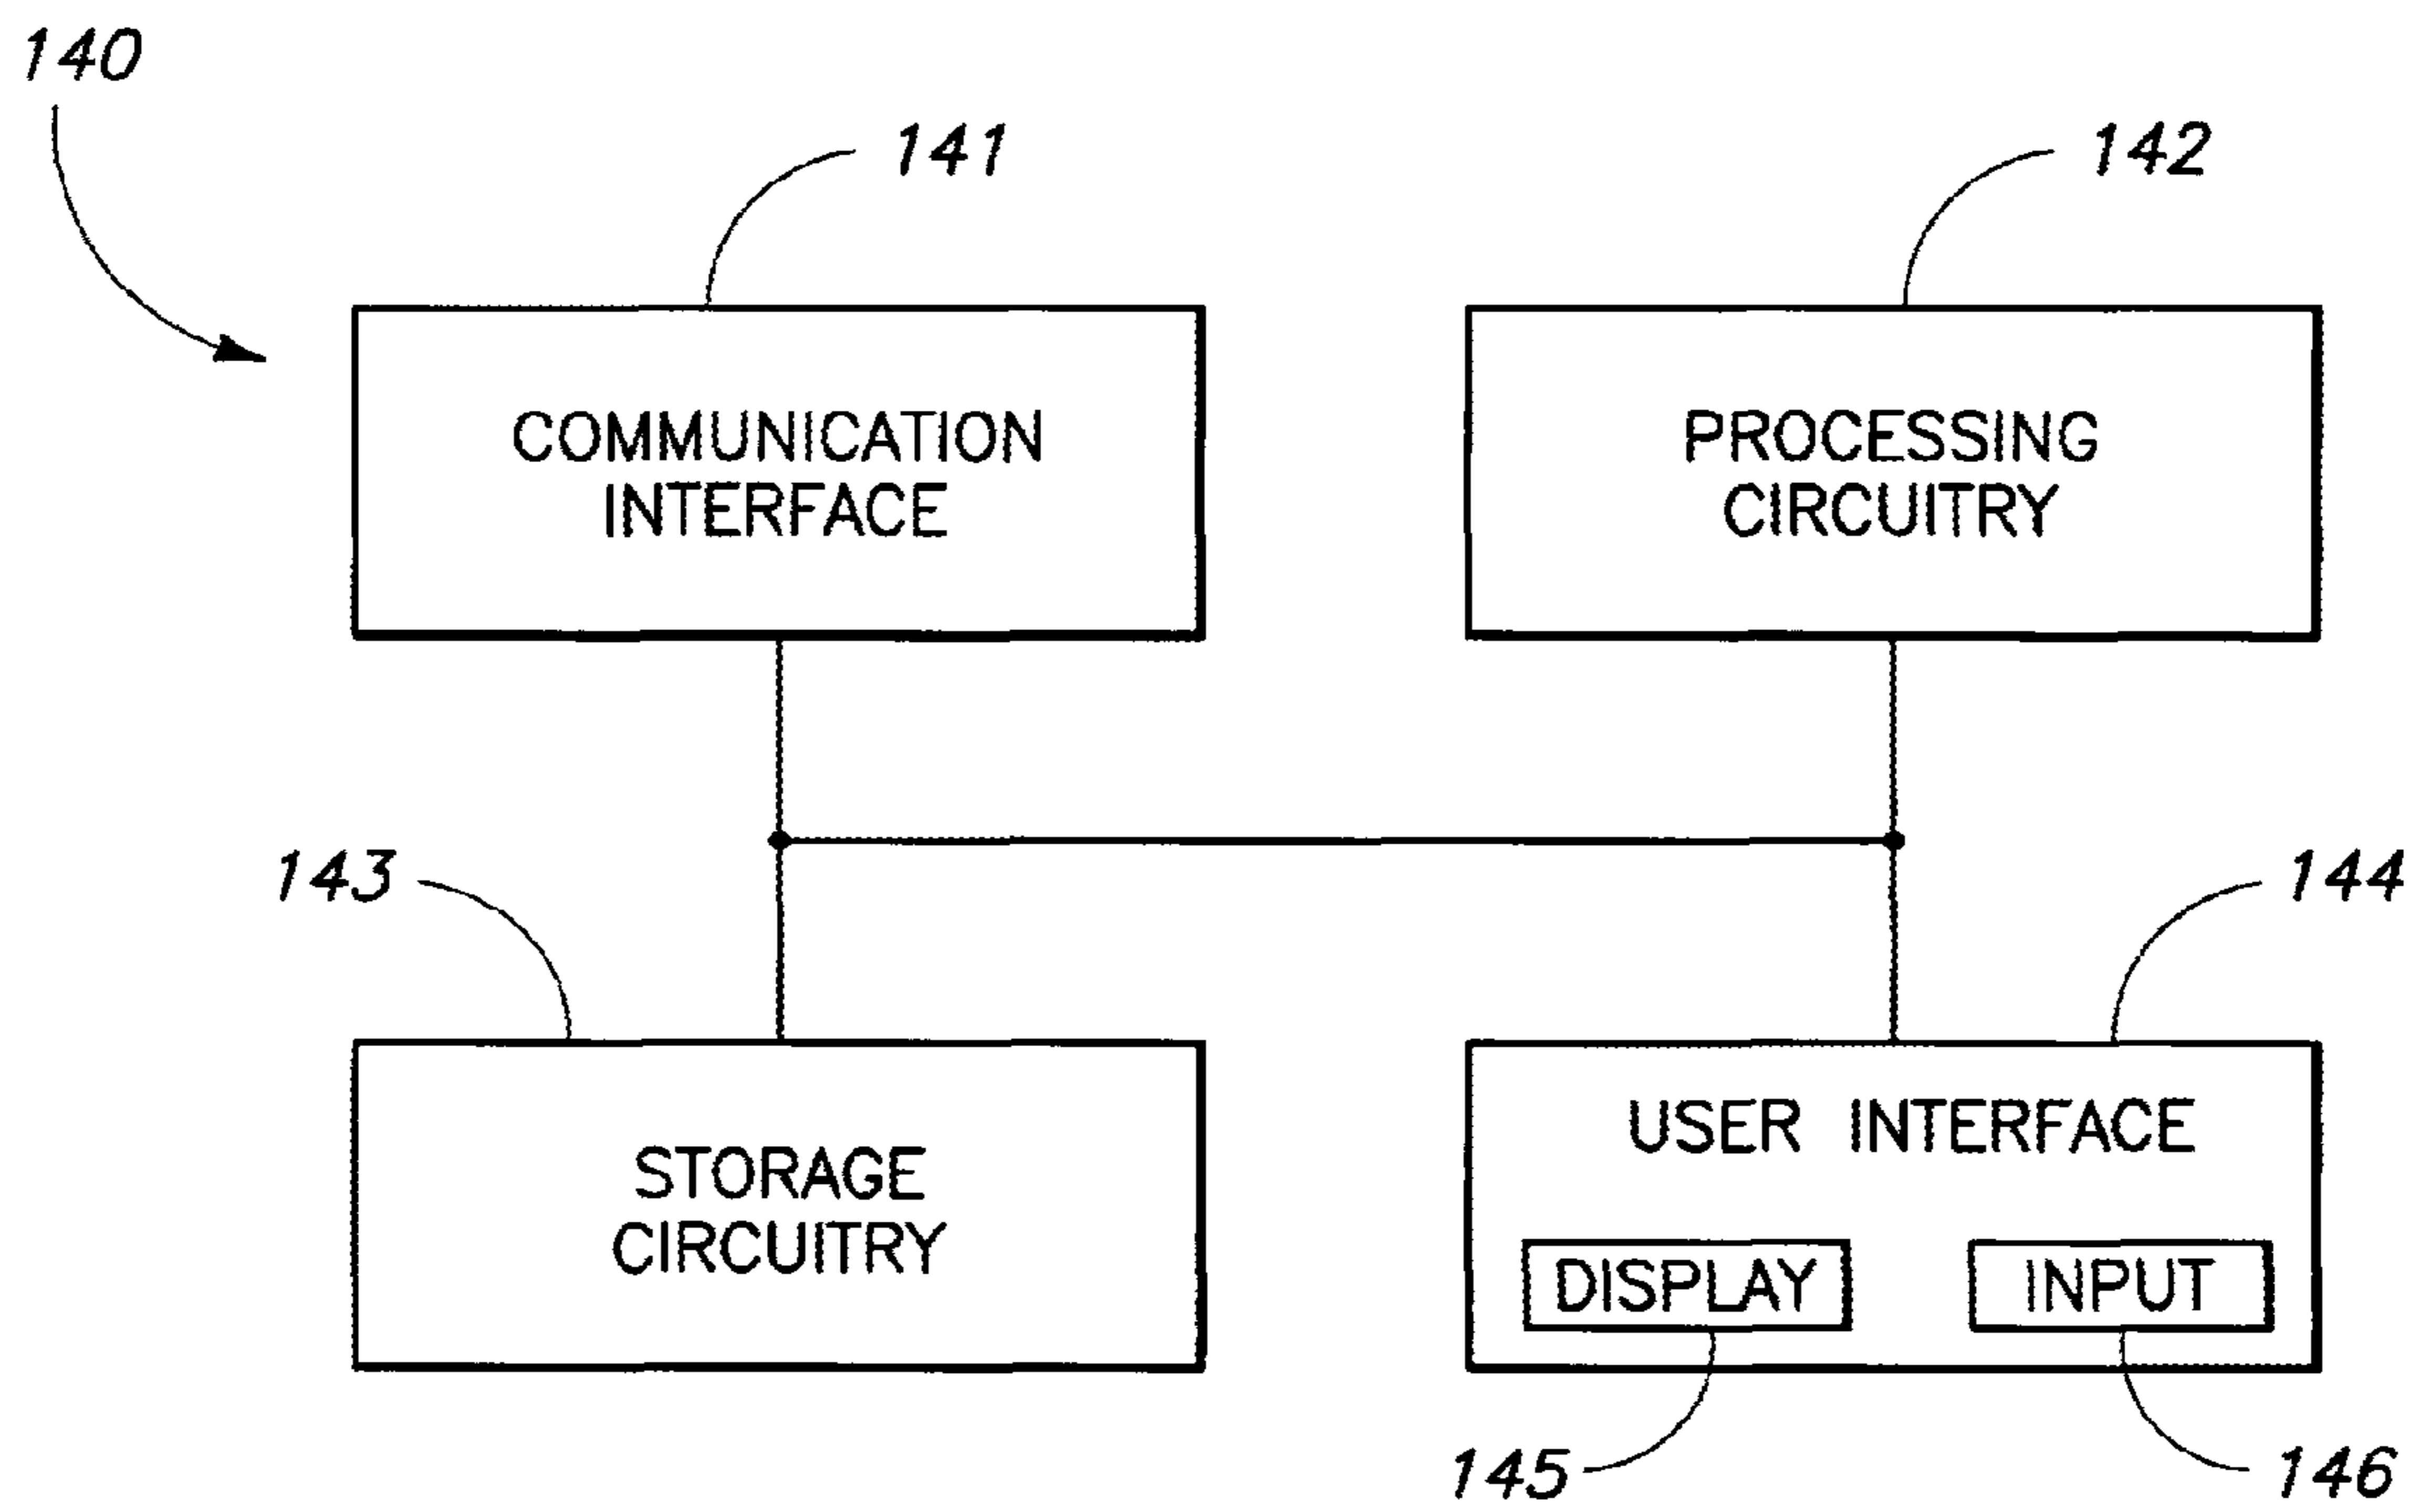 140
141
142
COMMUNICATION
INTERFACE
PROCESSING
CIRCUITRY
143
144
STORAGE
CIRCUITRY
USER INTERFACE
DISPLAY
INPUT
145
146